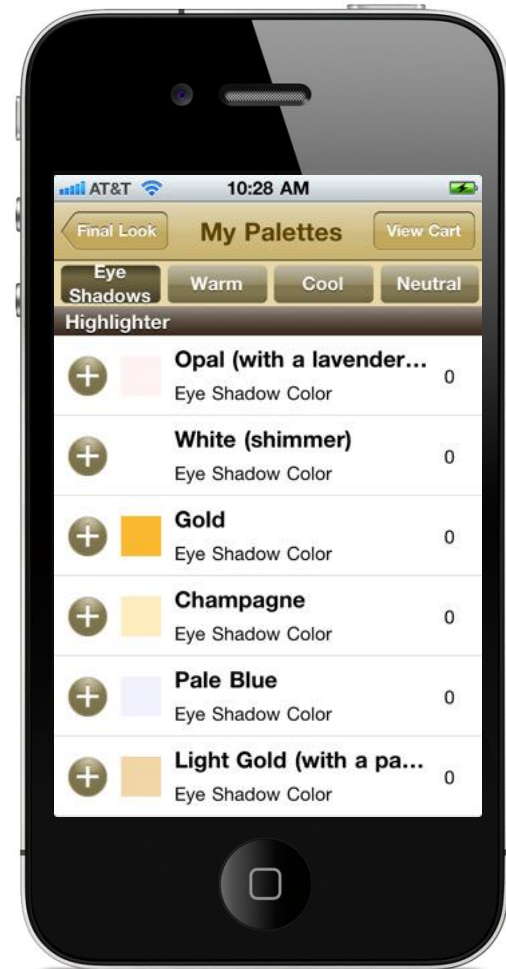 AT&T 10:28 AM
Final Look My Palettes View Cart
Eye Shadows Warm Cool Neutral
Highlighter
Opal (with a lavender…
Eye Shadow Color
0
White (shimmer)
Eye Shadow Color
0
Gold
Eye Shadow Color
0
Champagne
Eye Shadow Color
0
Pale Blue
Eye Shadow Color
0
Light Gold (with a pa…
Eye Shadow Color
0